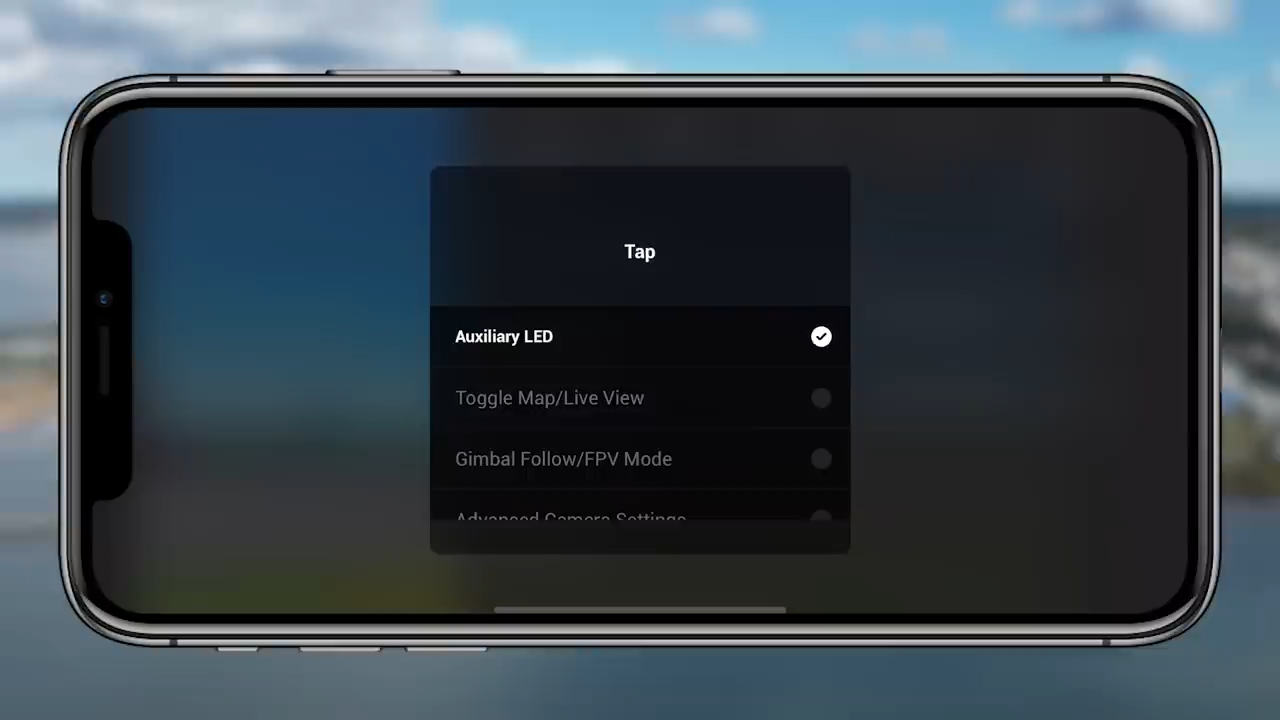 Tap
Auxiliary LED
Toggle Map/Live View
Gimbal Follow/FPV Mode
Advanced Camera Settings